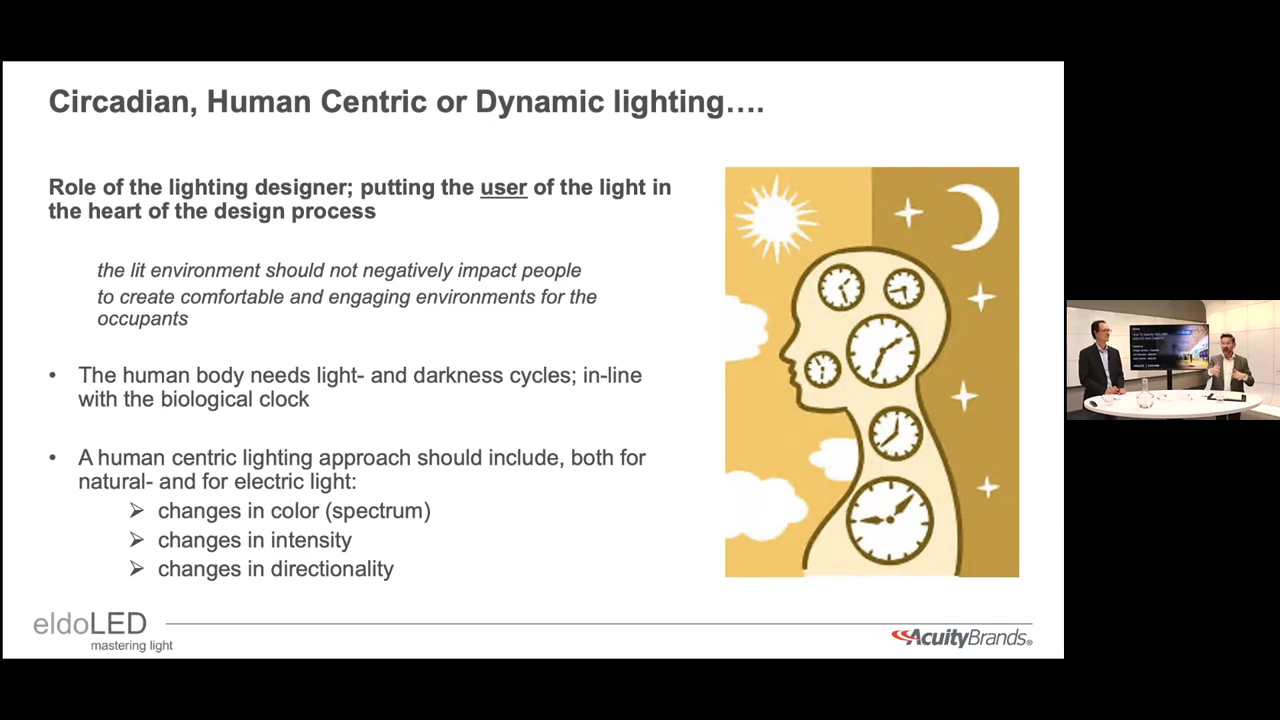 Circadian, Human Centric or Dynamic lighting….
Role of the lighting designer; putting the user of the light in
the heart of the design process
the lit environment should not negatively impact people
to create comfortable and engaging environments for the
occupants
• The human body needs light- and darkness cycles; in-line
with the biological clock
• A human centric lighting approach should include, both for
natural- and for electric light:
➢ changes in color (spectrum)
➢ changes in intensity
➢ changes in directionality
eldoLED
mastering light
AcuityBrands®